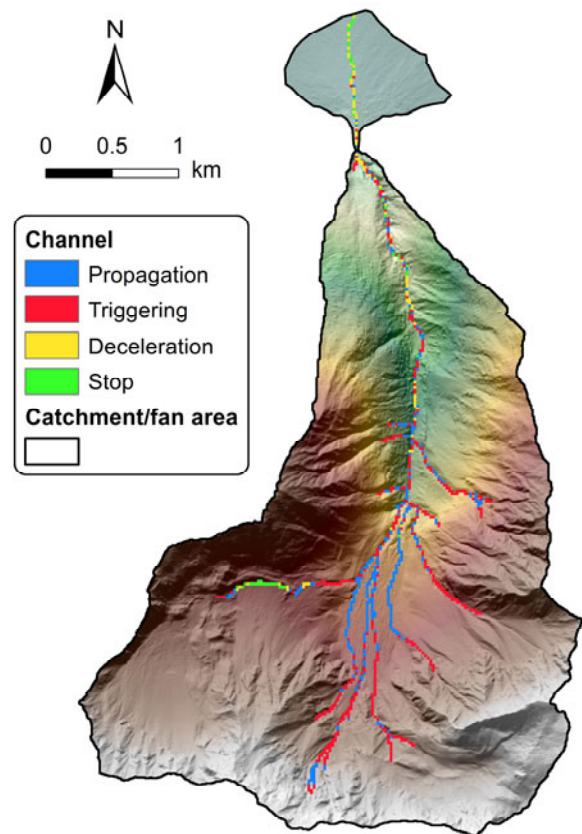 N
0 0.5 1
km
Channel
Propagation
Triggering
Deceleration
Stop
Catchment/fan area